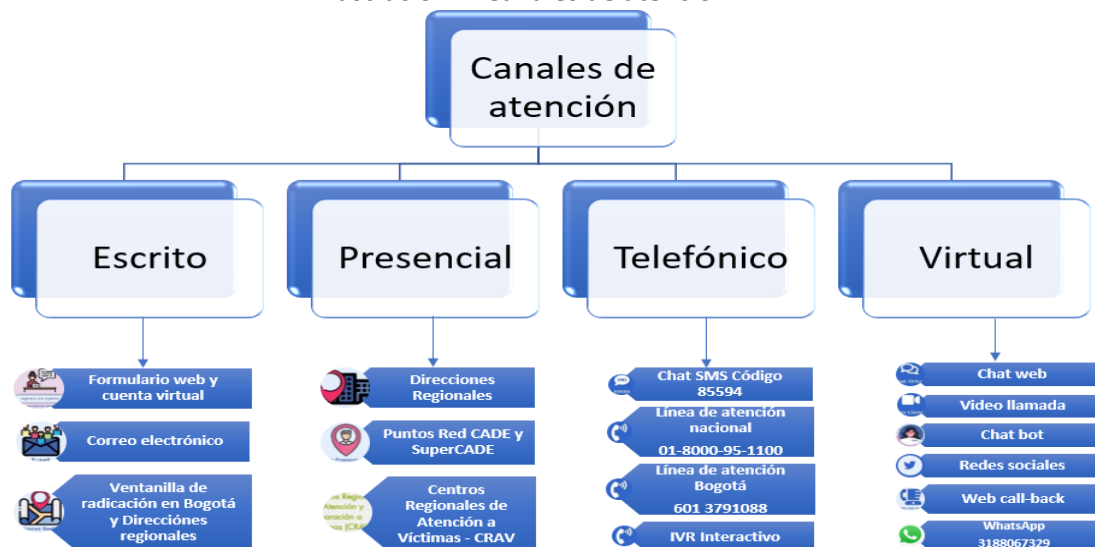 Canales de
atención
Escrito
Presencial
Telefónico
Virtual
Formulario web y
cuenta virtual
Correo electrónico
Ventanilla de
radicación en Bogotá
y Direcciónes
regionales
Direcciones
Regionales
Puntos Red CADE y
SuperCADE
Centros
Regionales de
Atención a
Víctimas - CRAV
Chat SMS Código
85594
Línea de atención
nacional
01-8000-95-1100
Línea de atención
Bogotá
601 3791088
IVR Interactivo
Chat web
Video llamada
Chat bot
Redes sociales
Web call-back
WhatsApp
3188067329